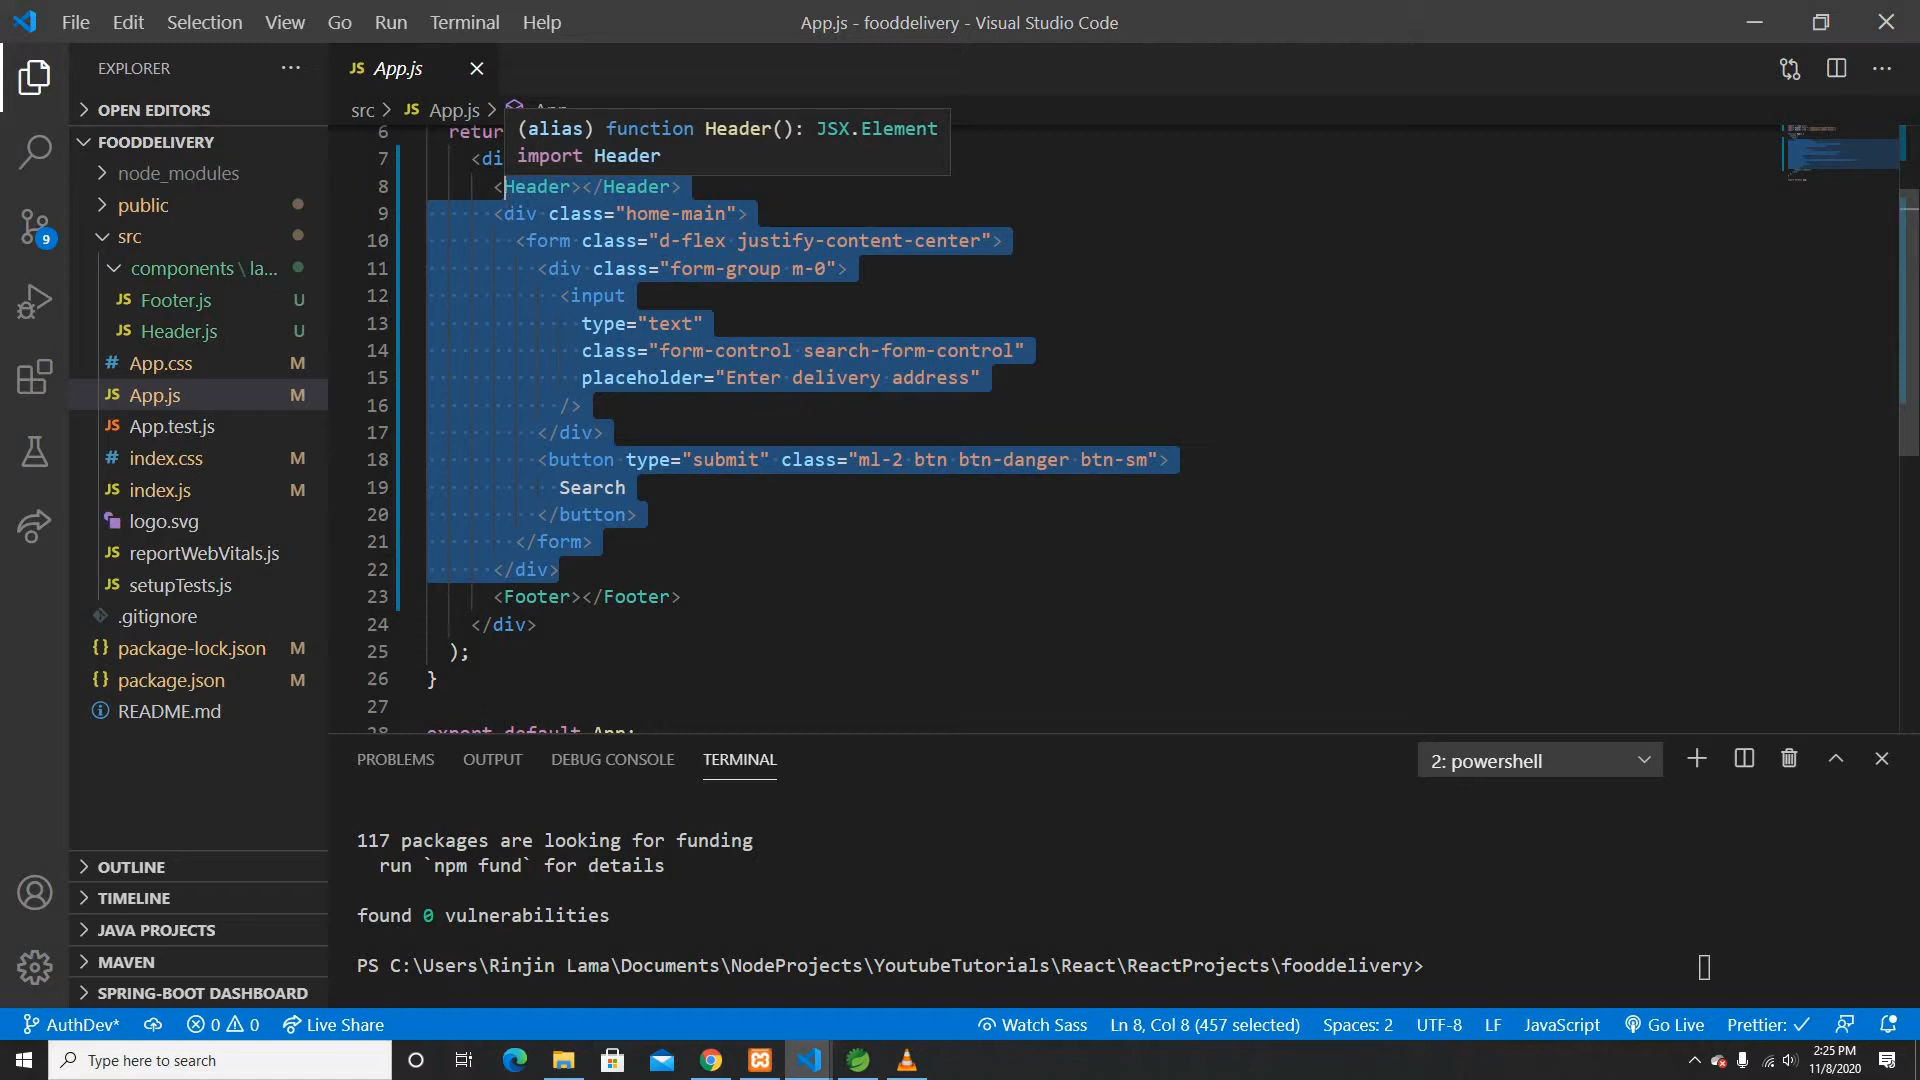 File Edit Selection View Go Run Terminal Help
App.js - fooddelivery - Visual Studio Code
EXPLORER
OPEN EDITORS
FOODDELIVERY
node_modules
public
src
components \ la...
JS Footer.js U
JS Header.js U
# App.css M
JS App.js M
JS App.test.js
# index.css M
JS index.js M
logo.svg
JS reportWebVitals.js
JS setupTests.js
.gitignore
{} package-lock.json M
{} package.json M
README.md
OUTLINE
TIMELINE
JAVA PROJECTS
MAVEN
SPRING-BOOT DASHBOARD
9
JS App.js
src > JS App.js >
(alias) function Header(): JSX.Element
import Header
6 retur
7 <di
8 <Header></Header>
9 <div class="home-main">
10 <form class="d-flex justify-content-center">
11 <div class="form-group m-0">
12 <input
13 type="text"
14 class="form-control search-form-control"
15 placeholder="Enter delivery address"
16 />
17 </div>
18 <button type="submit" class="ml-2 btn btn-danger btn-sm">
19 Search
20 </button>
21 </form>
22 </div>
23 <Footer></Footer>
24 </div>
25 );
26 }
27
28 export default App;
PROBLEMS OUTPUT DEBUG CONSOLE TERMINAL
2: powershell
117 packages are looking for funding
run `npm fund` for details
found 0 vulnerabilities
PS C:\Users\Rinjin Lama\Documents\NodeProjects\YoutubeTutorials\React\ReactProjects\fooddelivery>
AuthDev* 0 0 Live Share
Watch Sass Ln 8, Col 8 (457 selected) Spaces: 2 UTF-8 LF JavaScript Go Live Prettier: ✓
Type here to search
2:25 PM
11/8/2020